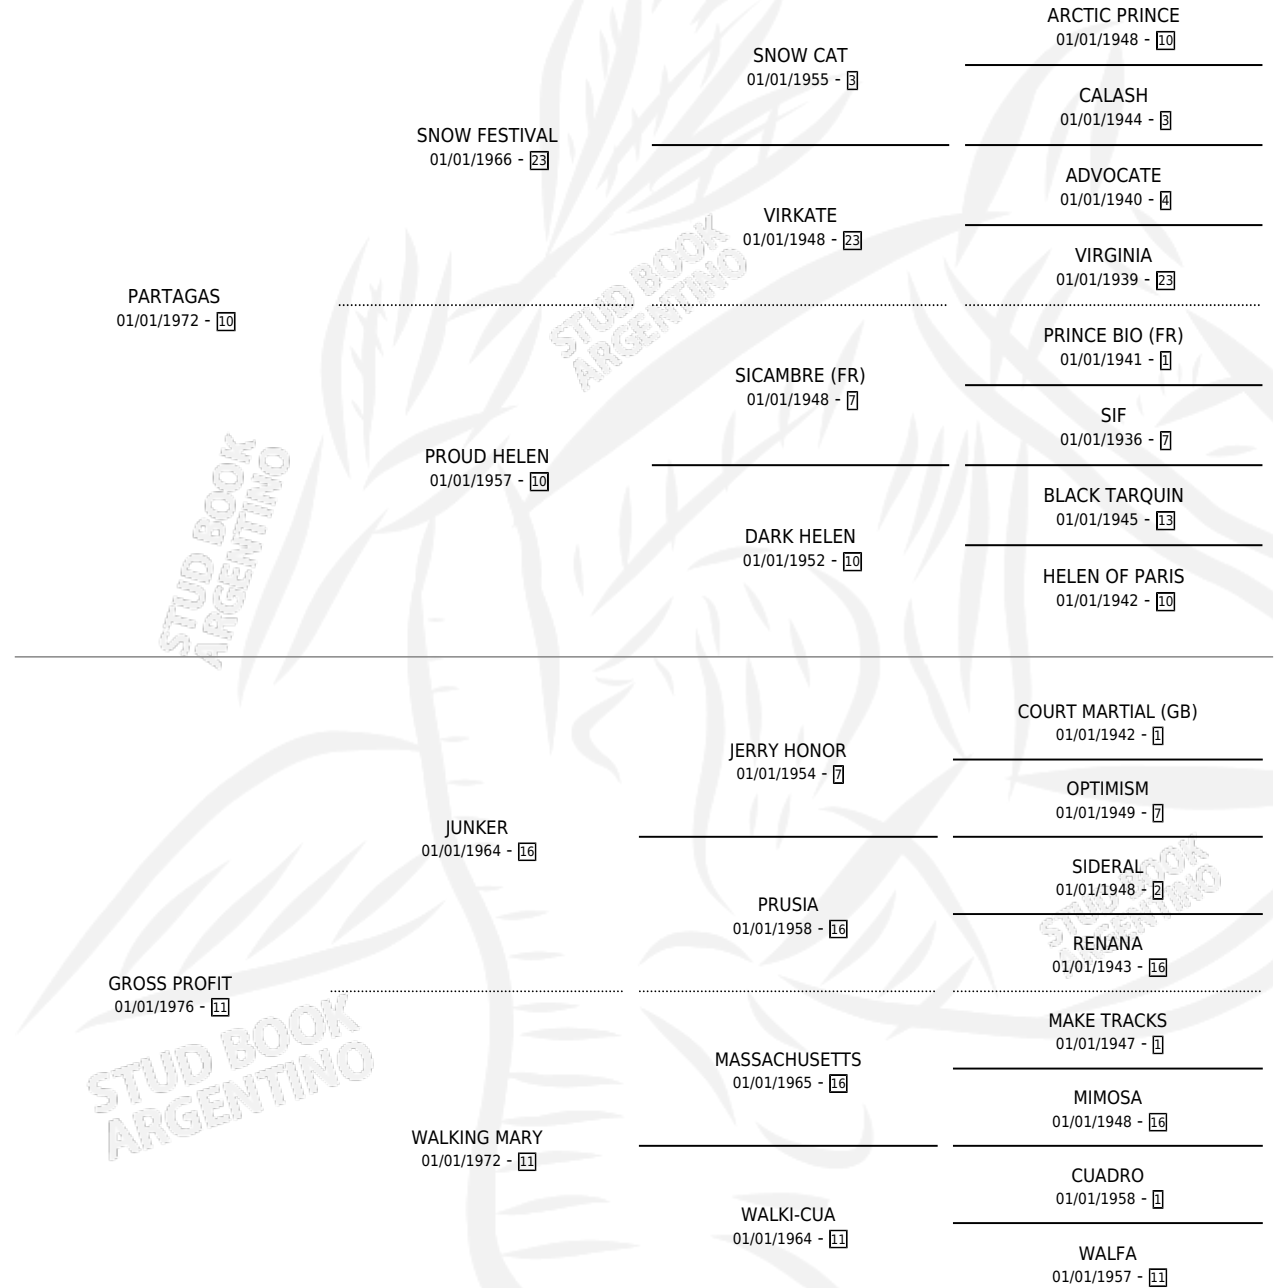 ARCTIC PRINCE
01/01/1948 - 10
SNOW CAT
01/01/1955 - 3
CALASH
01/01/1944 - 3
SNOW FESTIVAL
01/01/1966 - 23
ADVOCATE
01/01/1940 - 4
VIRKATE
01/01/1948 - 23
VIRGINIA
01/01/1939 - 23
PARTAGAS
01/01/1972 - 10
PRINCE BIO (FR)
01/01/1941 - 1
SICAMBRE (FR)
01/01/1948 - 7
SIF
01/01/1936 - 7
PROUD HELEN
01/01/1957 - 10
BLACK TARQUIN
01/01/1945 - 13
DARK HELEN
01/01/1952 - 10
HELEN OF PARIS
01/01/1942 - 10
COURT MARTIAL (GB)
01/01/1942 - 1
JERRY HONOR
01/01/1954 - 7
OPTIMISM
01/01/1949 - 7
JUNKER
01/01/1964 - 16
SIDERAL
01/01/1948 - 2
PRUSIA
01/01/1958 - 16
RENANA
01/01/1943 - 16
GROSS PROFIT
01/01/1976 - 11
MAKE TRACKS
01/01/1947 - 1
MASSACHUSETTS
01/01/1965 - 16
MIMOSA
01/01/1948 - 16
WALKING MARY
01/01/1972 - 11
CUADRO
01/01/1958 - 1
WALKI-CUA
01/01/1964 - 11
WALFA
01/01/1957 - 11
STUD BOOK
ARGENTINO
STUD BOOK
ARGENTINO
STUD BOOK
ARGENTINO
STUD BOOK
ARGENTINO